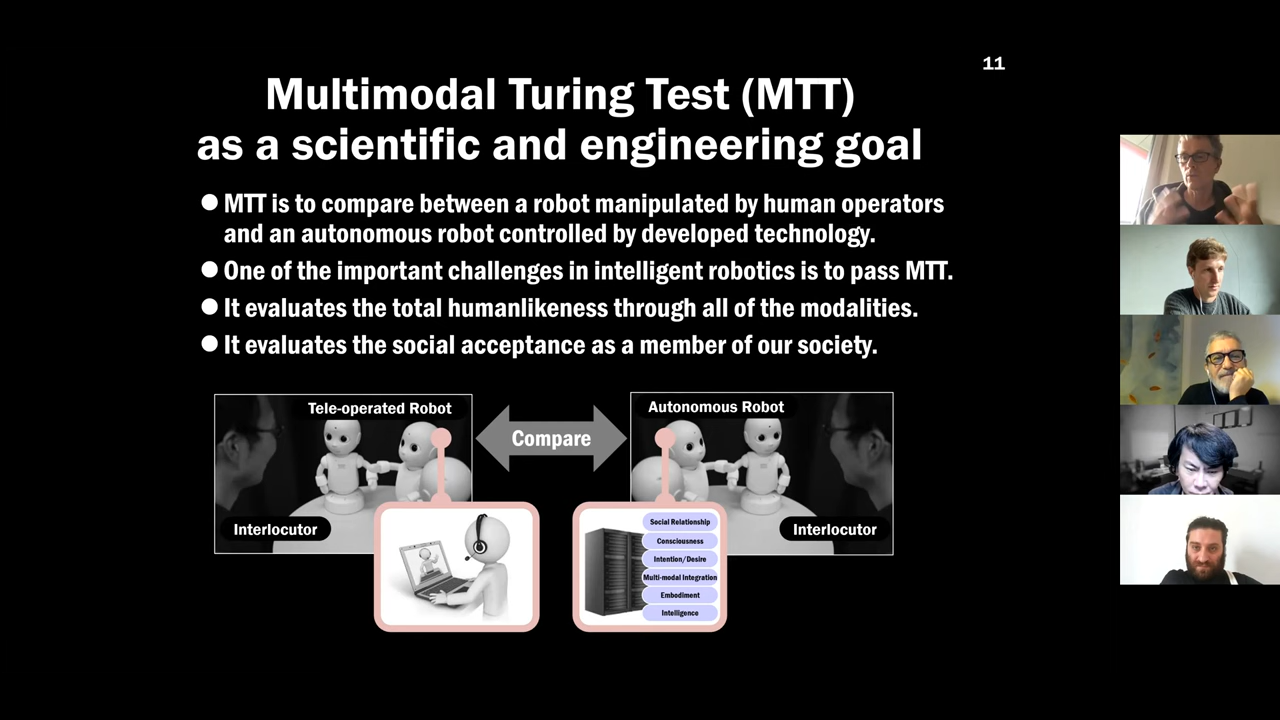 11
Multimodal Turing Test (MTT)
as a scientific and engineering goal
● MTT is to compare between a robot manipulated by human operators
and an autonomous robot controlled by developed technology.
● One of the important challenges in intelligent robotics is to pass MTT.
● It evaluates the total humanlikeness through all of the modalities.
● It evaluates the social acceptance as a member of our society.
Tele-operated Robot
Interlocutor
Compare
Autonomous Robot
Interlocutor
Social Relationship
Consciousness
Intention/Desire
Multi-modal Integration
Embodiment
Intelligence